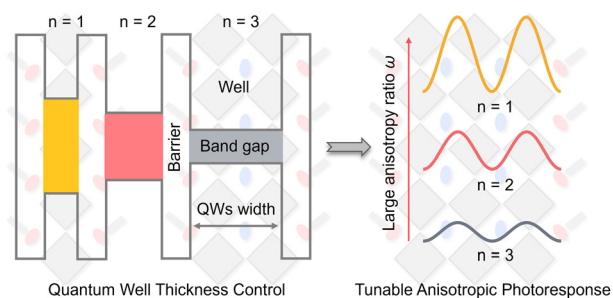 n = 1
n = 2
n = 3
Well
Barrier
Band gap
QWs width
Quantum Well Thickness Control
Large anisotropy ratio ω
n = 1
n = 2
n = 3
Tunable Anisotropic Photoresponse